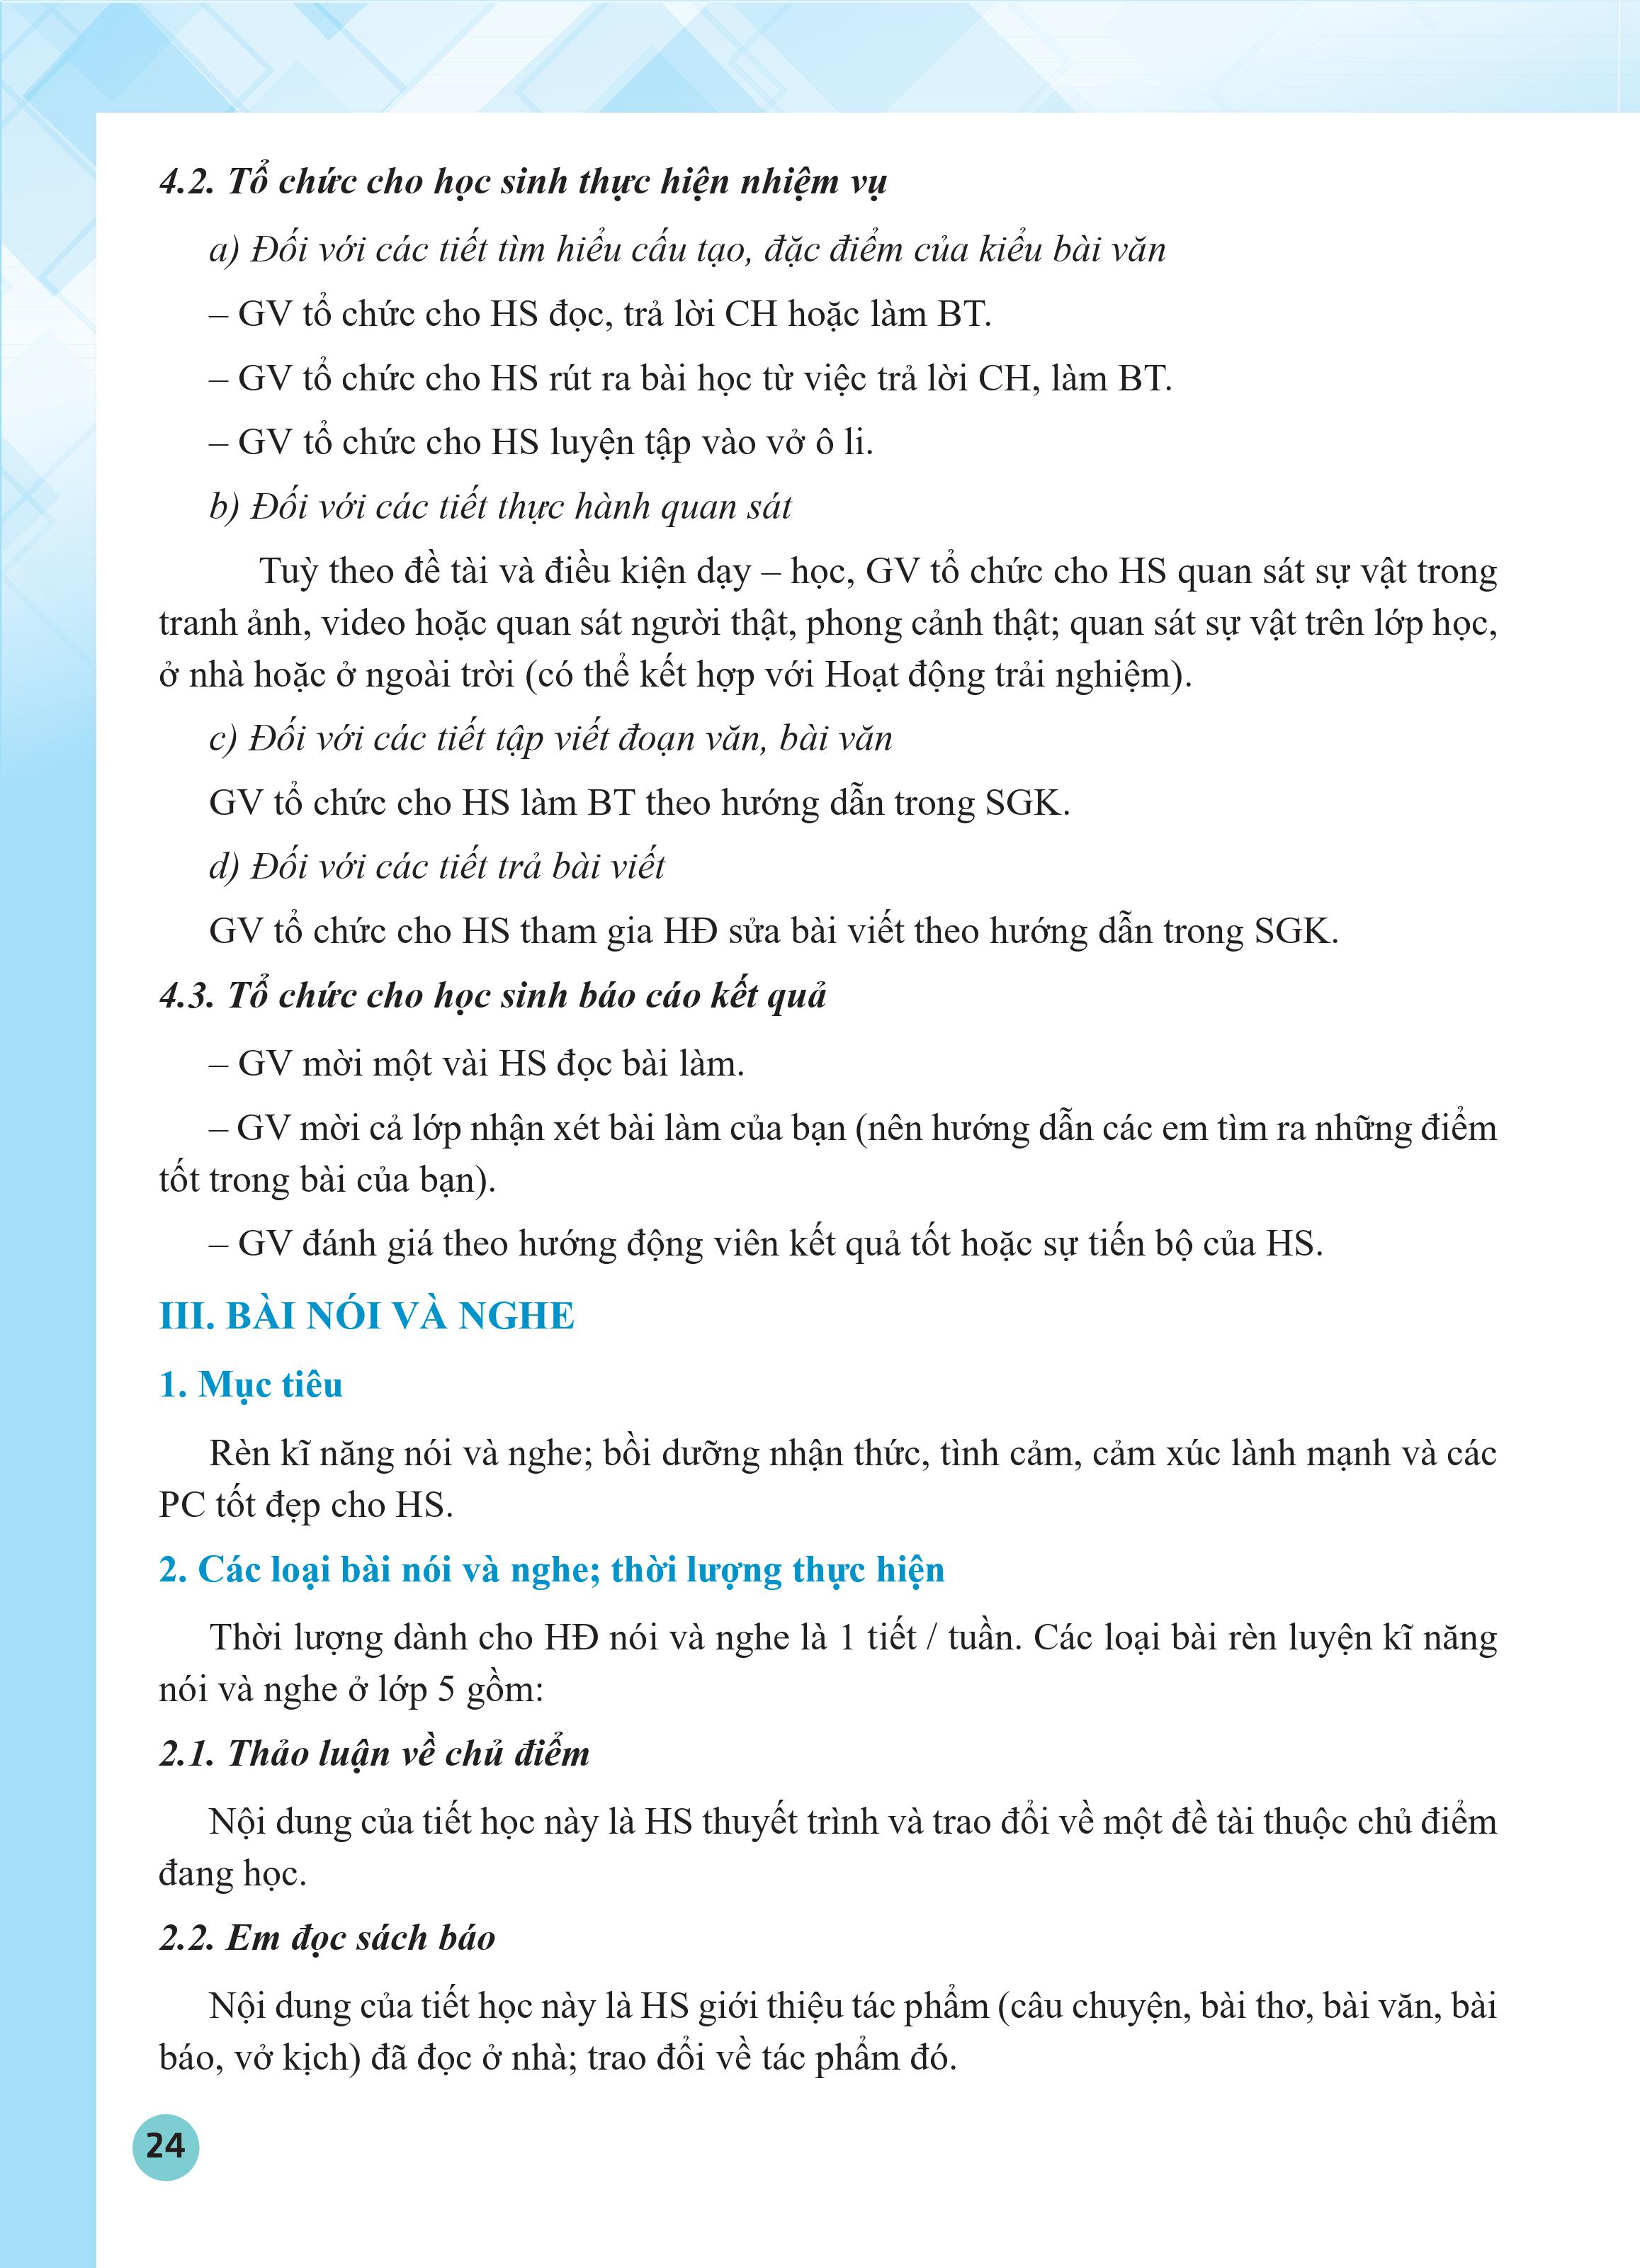 4.2. Tổ chức cho học sinh thực hiện nhiệm vụ
a) Đối với các tiết tìm hiểu cấu tạo, đặc điểm của kiểu bài văn
– GV tổ chức cho HS đọc, trả lời CH hoặc làm BT.
– GV tổ chức cho HS rút ra bài học từ việc trả lời CH, làm BT.
– GV tổ chức cho HS luyện tập vào vở ô li.
b) Đối với các tiết thực hành quan sát
Tuỳ theo đề tài và điều kiện dạy – học, GV tổ chức cho HS quan sát sự vật trong
tranh ảnh, video hoặc quan sát người thật, phong cảnh thật; quan sát sự vật trên lớp học,
ở nhà hoặc ở ngoài trời (có thể kết hợp với Hoạt động trải nghiệm).
c) Đối với các tiết tập viết đoạn văn, bài văn
GV tổ chức cho HS làm BT theo hướng dẫn trong SGK.
d) Đối với các tiết trả bài viết
GV tổ chức cho HS tham gia HĐ sửa bài viết theo hướng dẫn trong SGK.
4.3. Tổ chức cho học sinh báo cáo kết quả
– GV mời một vài HS đọc bài làm.
– GV mời cả lớp nhận xét bài làm của bạn (nên hướng dẫn các em tìm ra những điểm
tốt trong bài của bạn).
– GV đánh giá theo hướng động viên kết quả tốt hoặc sự tiến bộ của HS.
III. BÀI NÓI VÀ NGHE
1. Mục tiêu
Rèn kĩ năng nói và nghe; bồi dưỡng nhận thức, tình cảm, cảm xúc lành mạnh và các
PC tốt đẹp cho HS.
2. Các loại bài nói và nghe; thời lượng thực hiện
Thời lượng dành cho HĐ nói và nghe là 1 tiết / tuần. Các loại bài rèn luyện kĩ năng
nói và nghe ở lớp 5 gồm:
2.1. Thảo luận về chủ điểm
Nội dung của tiết học này là HS thuyết trình và trao đổi về một đề tài thuộc chủ điểm
đang học.
2.2. Em đọc sách báo
Nội dung của tiết học này là HS giới thiệu tác phẩm (câu chuyện, bài thơ, bài văn, bài
báo, vở kịch) đã đọc ở nhà; trao đổi về tác phẩm đó.
24